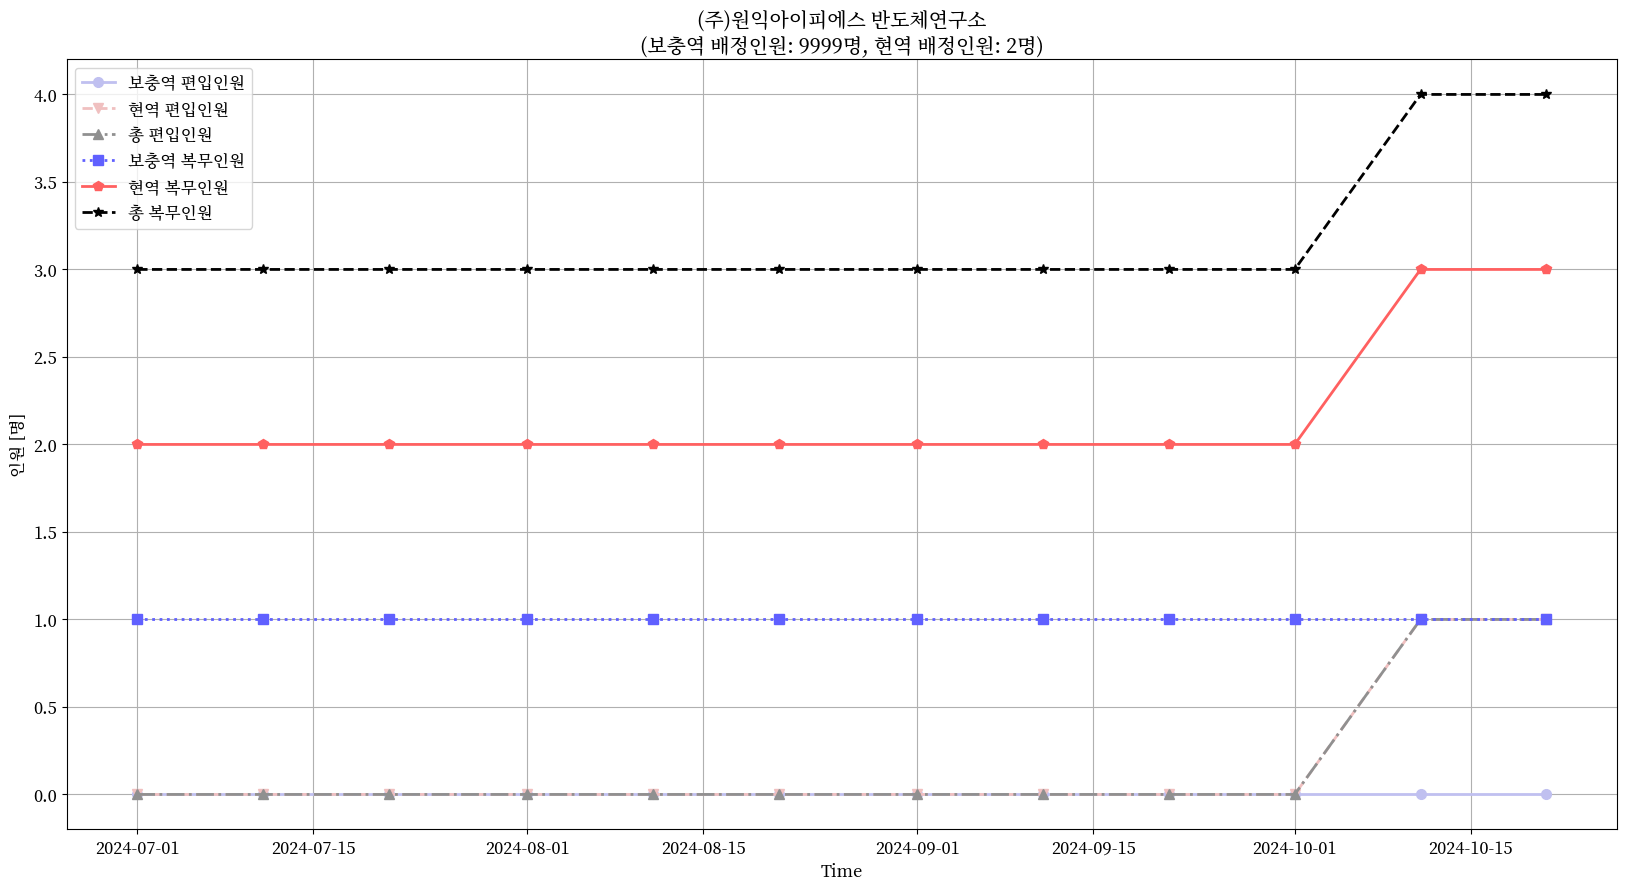 (주)원익아이피에스 반도체연구소
(보충역 배정인원: 9999명, 현역 배정인원: 2명)
보충역 편입인원
현역 편입인원
총 편입인원
보충역 복무인원
현역 복무인원
총 복무인원
4.0
3.5
3.0
2.5
2.0
1.5
1.0
0.5
0.0
인원 [명]
2024-07-01 2024-07-15 2024-08-01 2024-08-15 2024-09-01 2024-09-15 2024-10-01 2024-10-15
Time